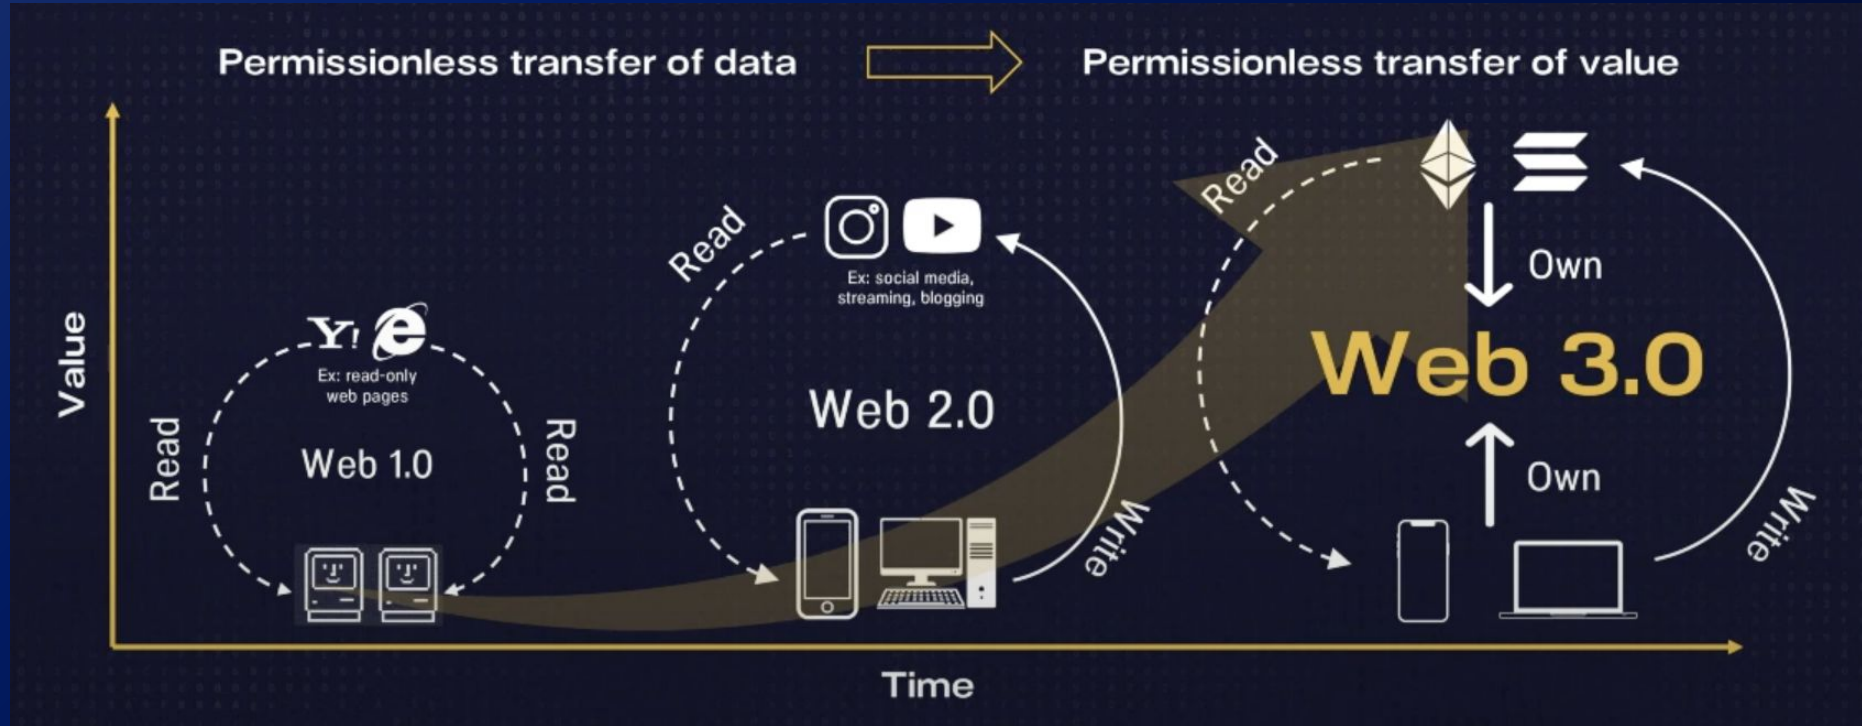 Permissionless transfer of data
Permissionless transfer of value
Value
Y!
e
Ex: read-only
web pages
Read
Read
Web 1.0
Read
Ex: social media,
streaming, blogging
Web 2.0
Write
Read
Own
Web 3.0
Own
Write
Time